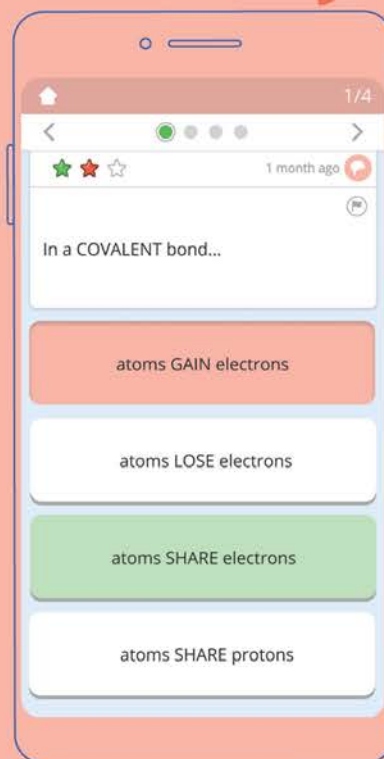 1/4
1 month ago
In a COVALENT bond...
atoms GAIN electrons
atoms LOSE electrons
atoms SHARE electrons
atoms SHARE protons